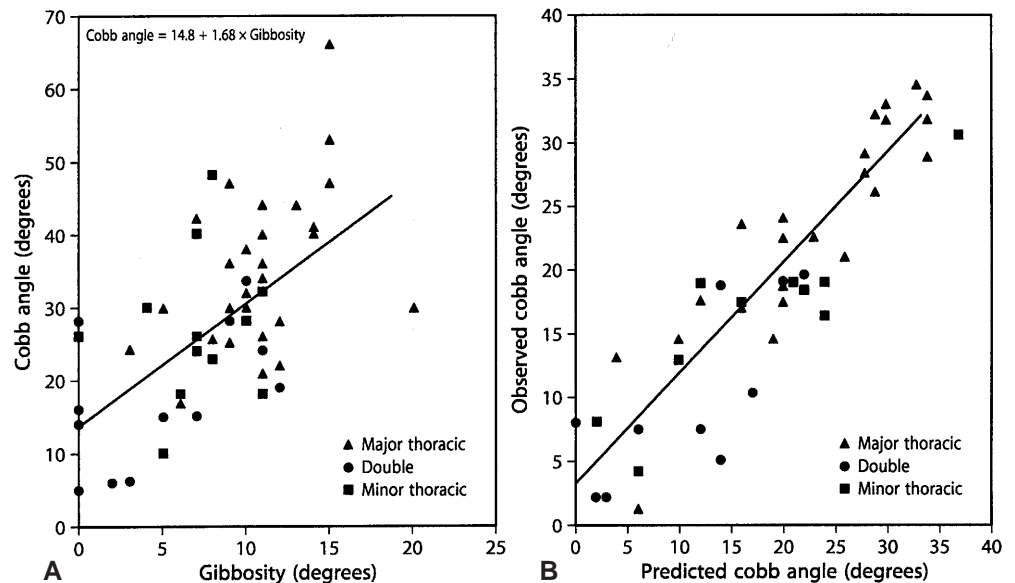 70
60
50
40
30
20
10
0
Cobb angle (degrees)
Cobb angle = 14.8 + 1.68 × Gibbosity
Major thoracic
Double
Minor thoracic
0 5 10 15 20 25
A
Gibbosity (degrees)
40
35
30
25
20
15
10
5
0
Observed cobb angle (degrees)
Major thoracic
Double
Minor thoracic
0 5 10 15 20 25 30 35 40
B
Predicted cobb angle (degrees)